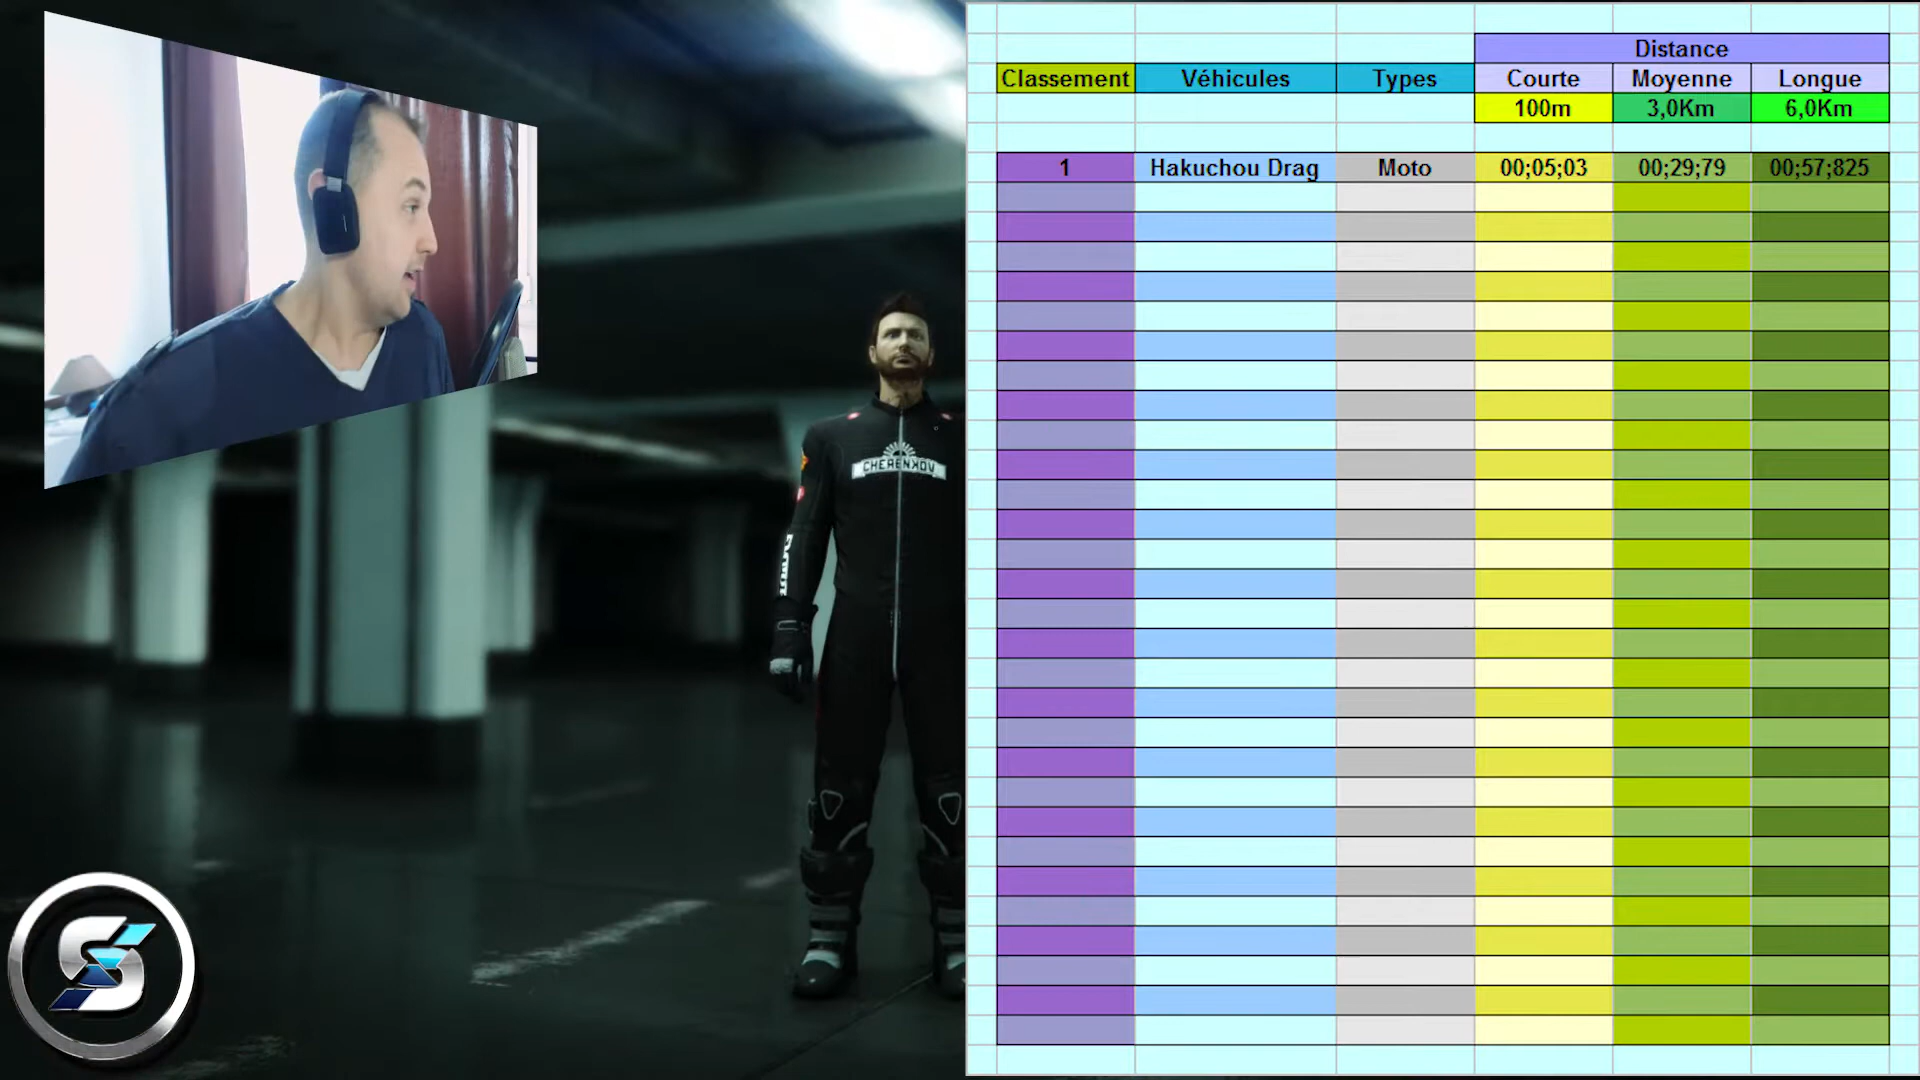 Distance
Classement Véhicules Types Courte Moyenne Longue
100m 3,0Km 6,0Km
1 Hakuchou Drag Moto 00;05;03 00;29;79 00;57;825
CHERENKOV
S